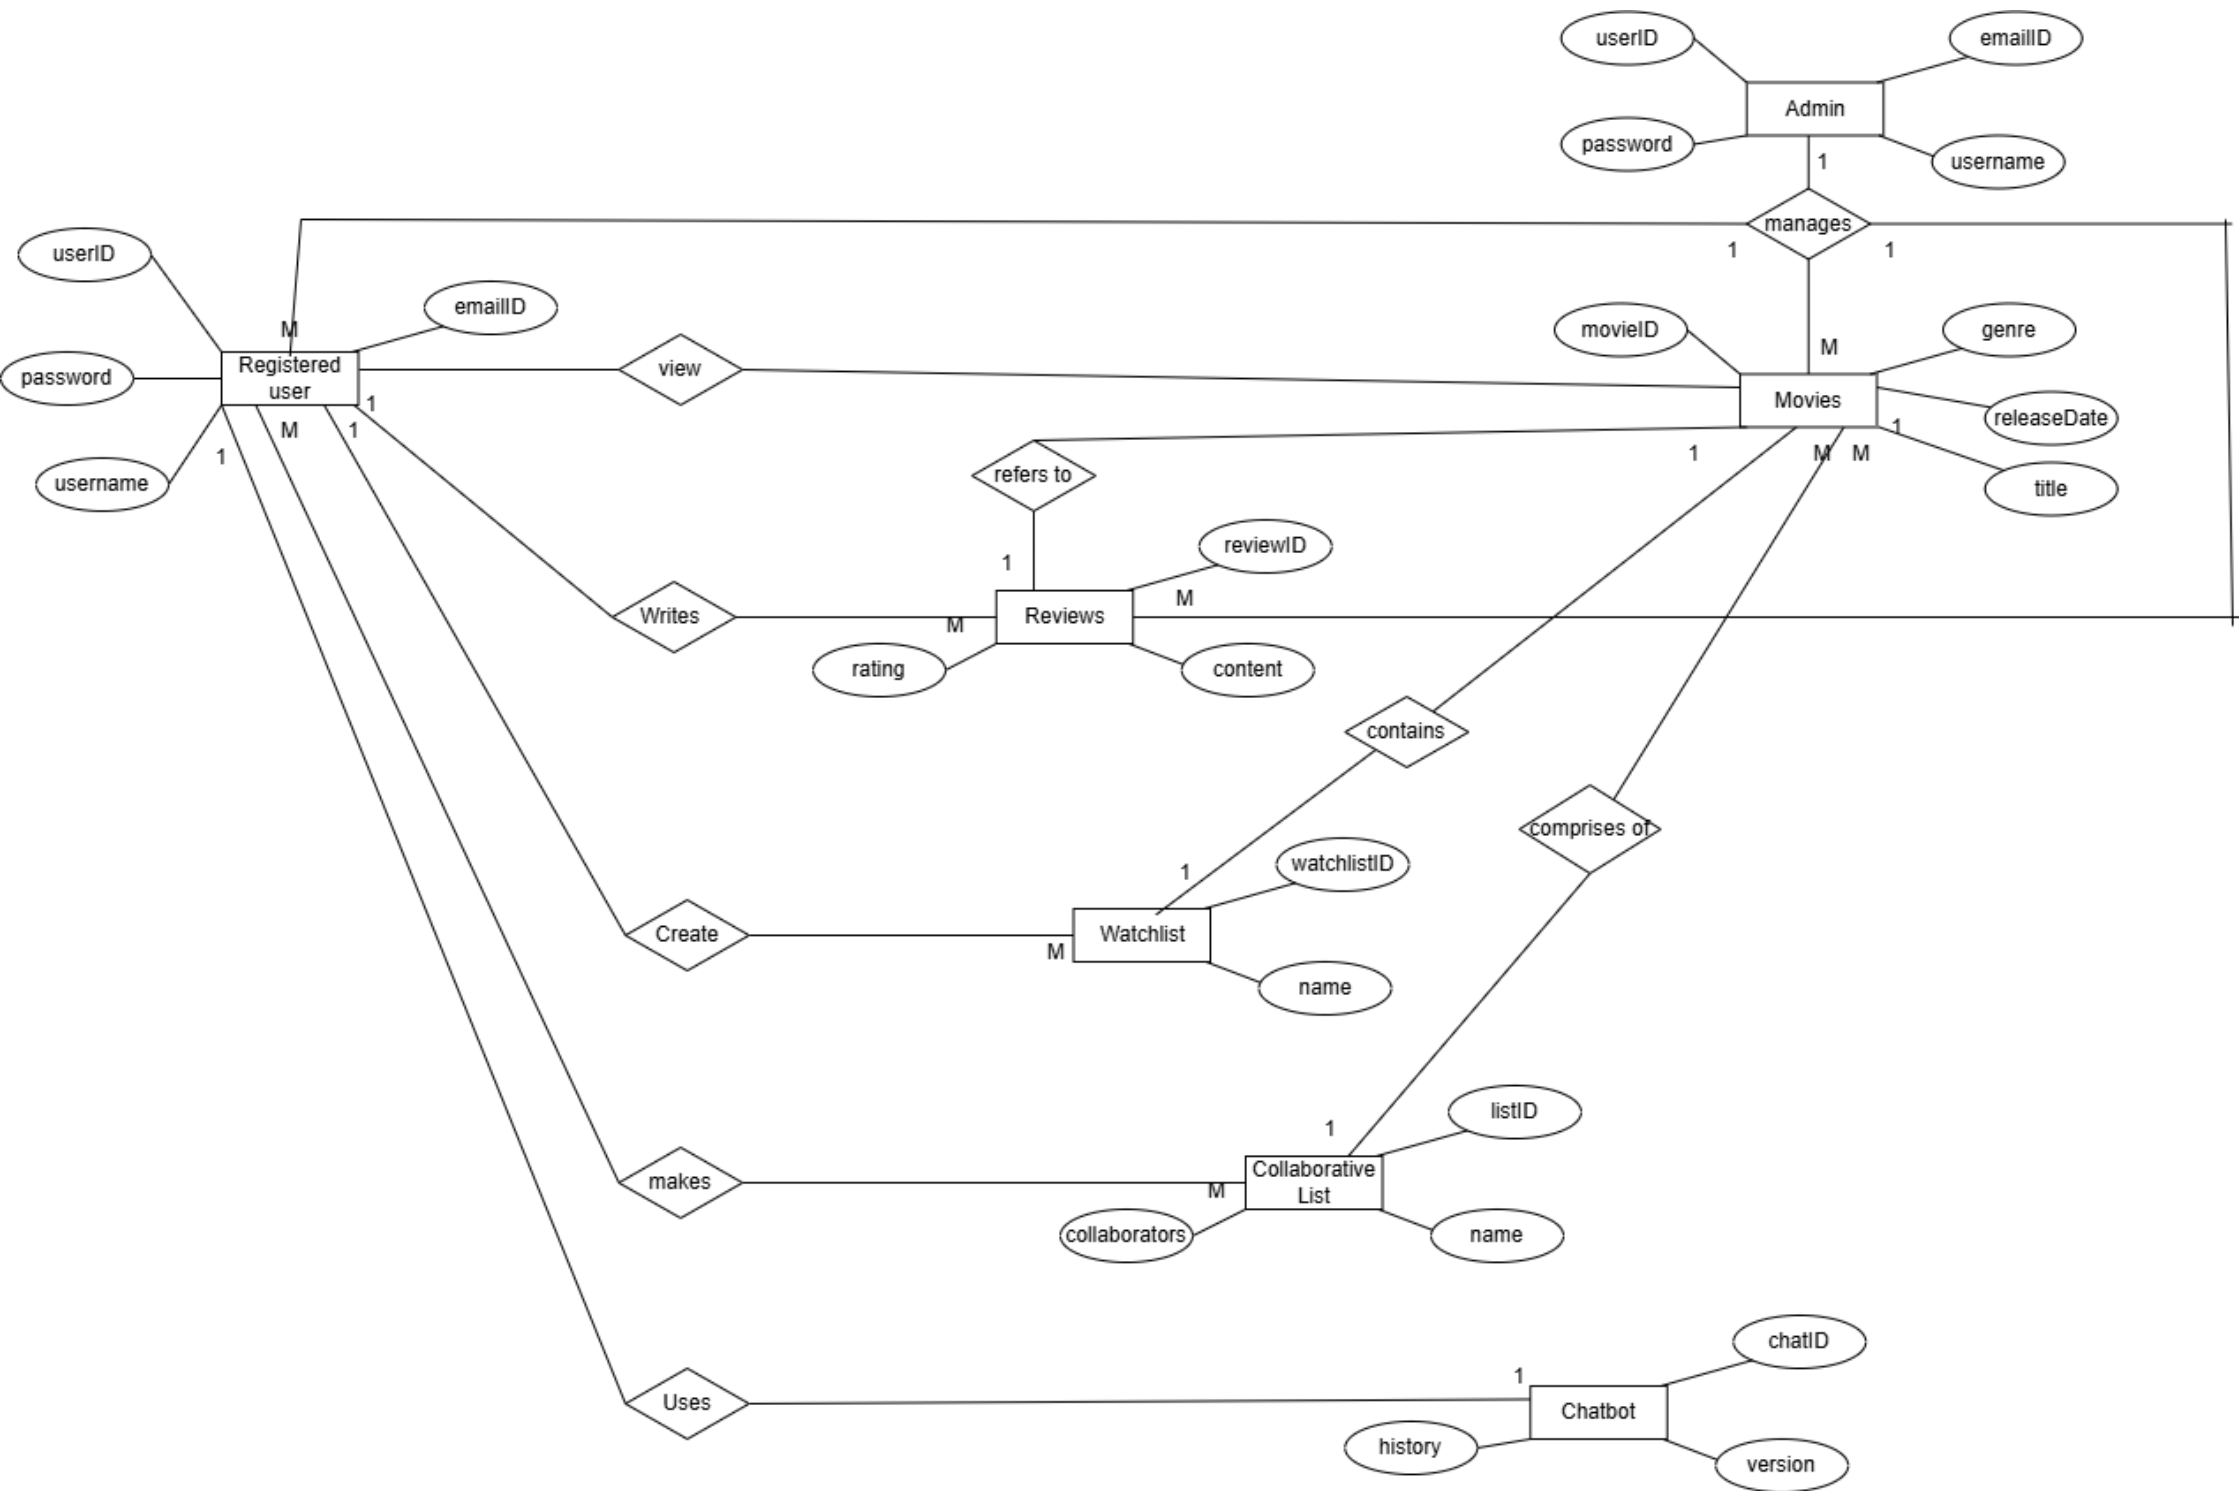 userID
emailID
Admin
password
username
1
manages
1
1
userID
emailID
M
movieID
genre
M
Registered
user
view
password
Movies
releaseDate
1
1
M
1
1
M
M
1
refers to
username
title
reviewID
1
M
Writes
Reviews
M
rating
content
contains
comprises of
watchlistID
1
Create
Watchlist
M
name
listID
1
Collaborative
List
makes
M
collaborators
name
chatID
1
Uses
Chatbot
history
version